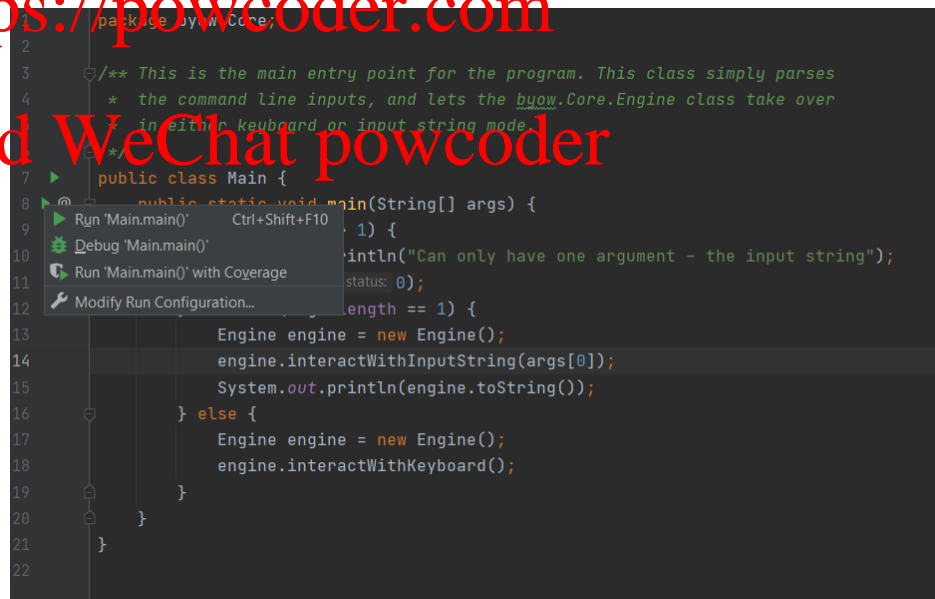 ps://powcoder.com
1 package byow.Core;
2
3 /** This is the main entry point for the program. This class simply parses
4 * the command line inputs, and lets the byow.Core.Engine class take over
* in either keyboard or input string mode.
d WeChat powcoder
*/
7 public class Main {
8 @ public static void main(String[] args) {
9 1) {
10 rintln("Can only have one argument - the input string");
11 status: 0);
12 length == 1) {
Run 'Main.main()' Ctrl+Shift+F10
Debug 'Main.main()'
Run 'Main.main()' with Coverage
Modify Run Configuration...
13 Engine engine = new Engine();
14 engine.interactWithInputString(args[0]);
15 System.out.println(engine.toString());
16 } else {
17 Engine engine = new Engine();
18 engine.interactWithKeyboard();
19 }
20 }
21 }
22